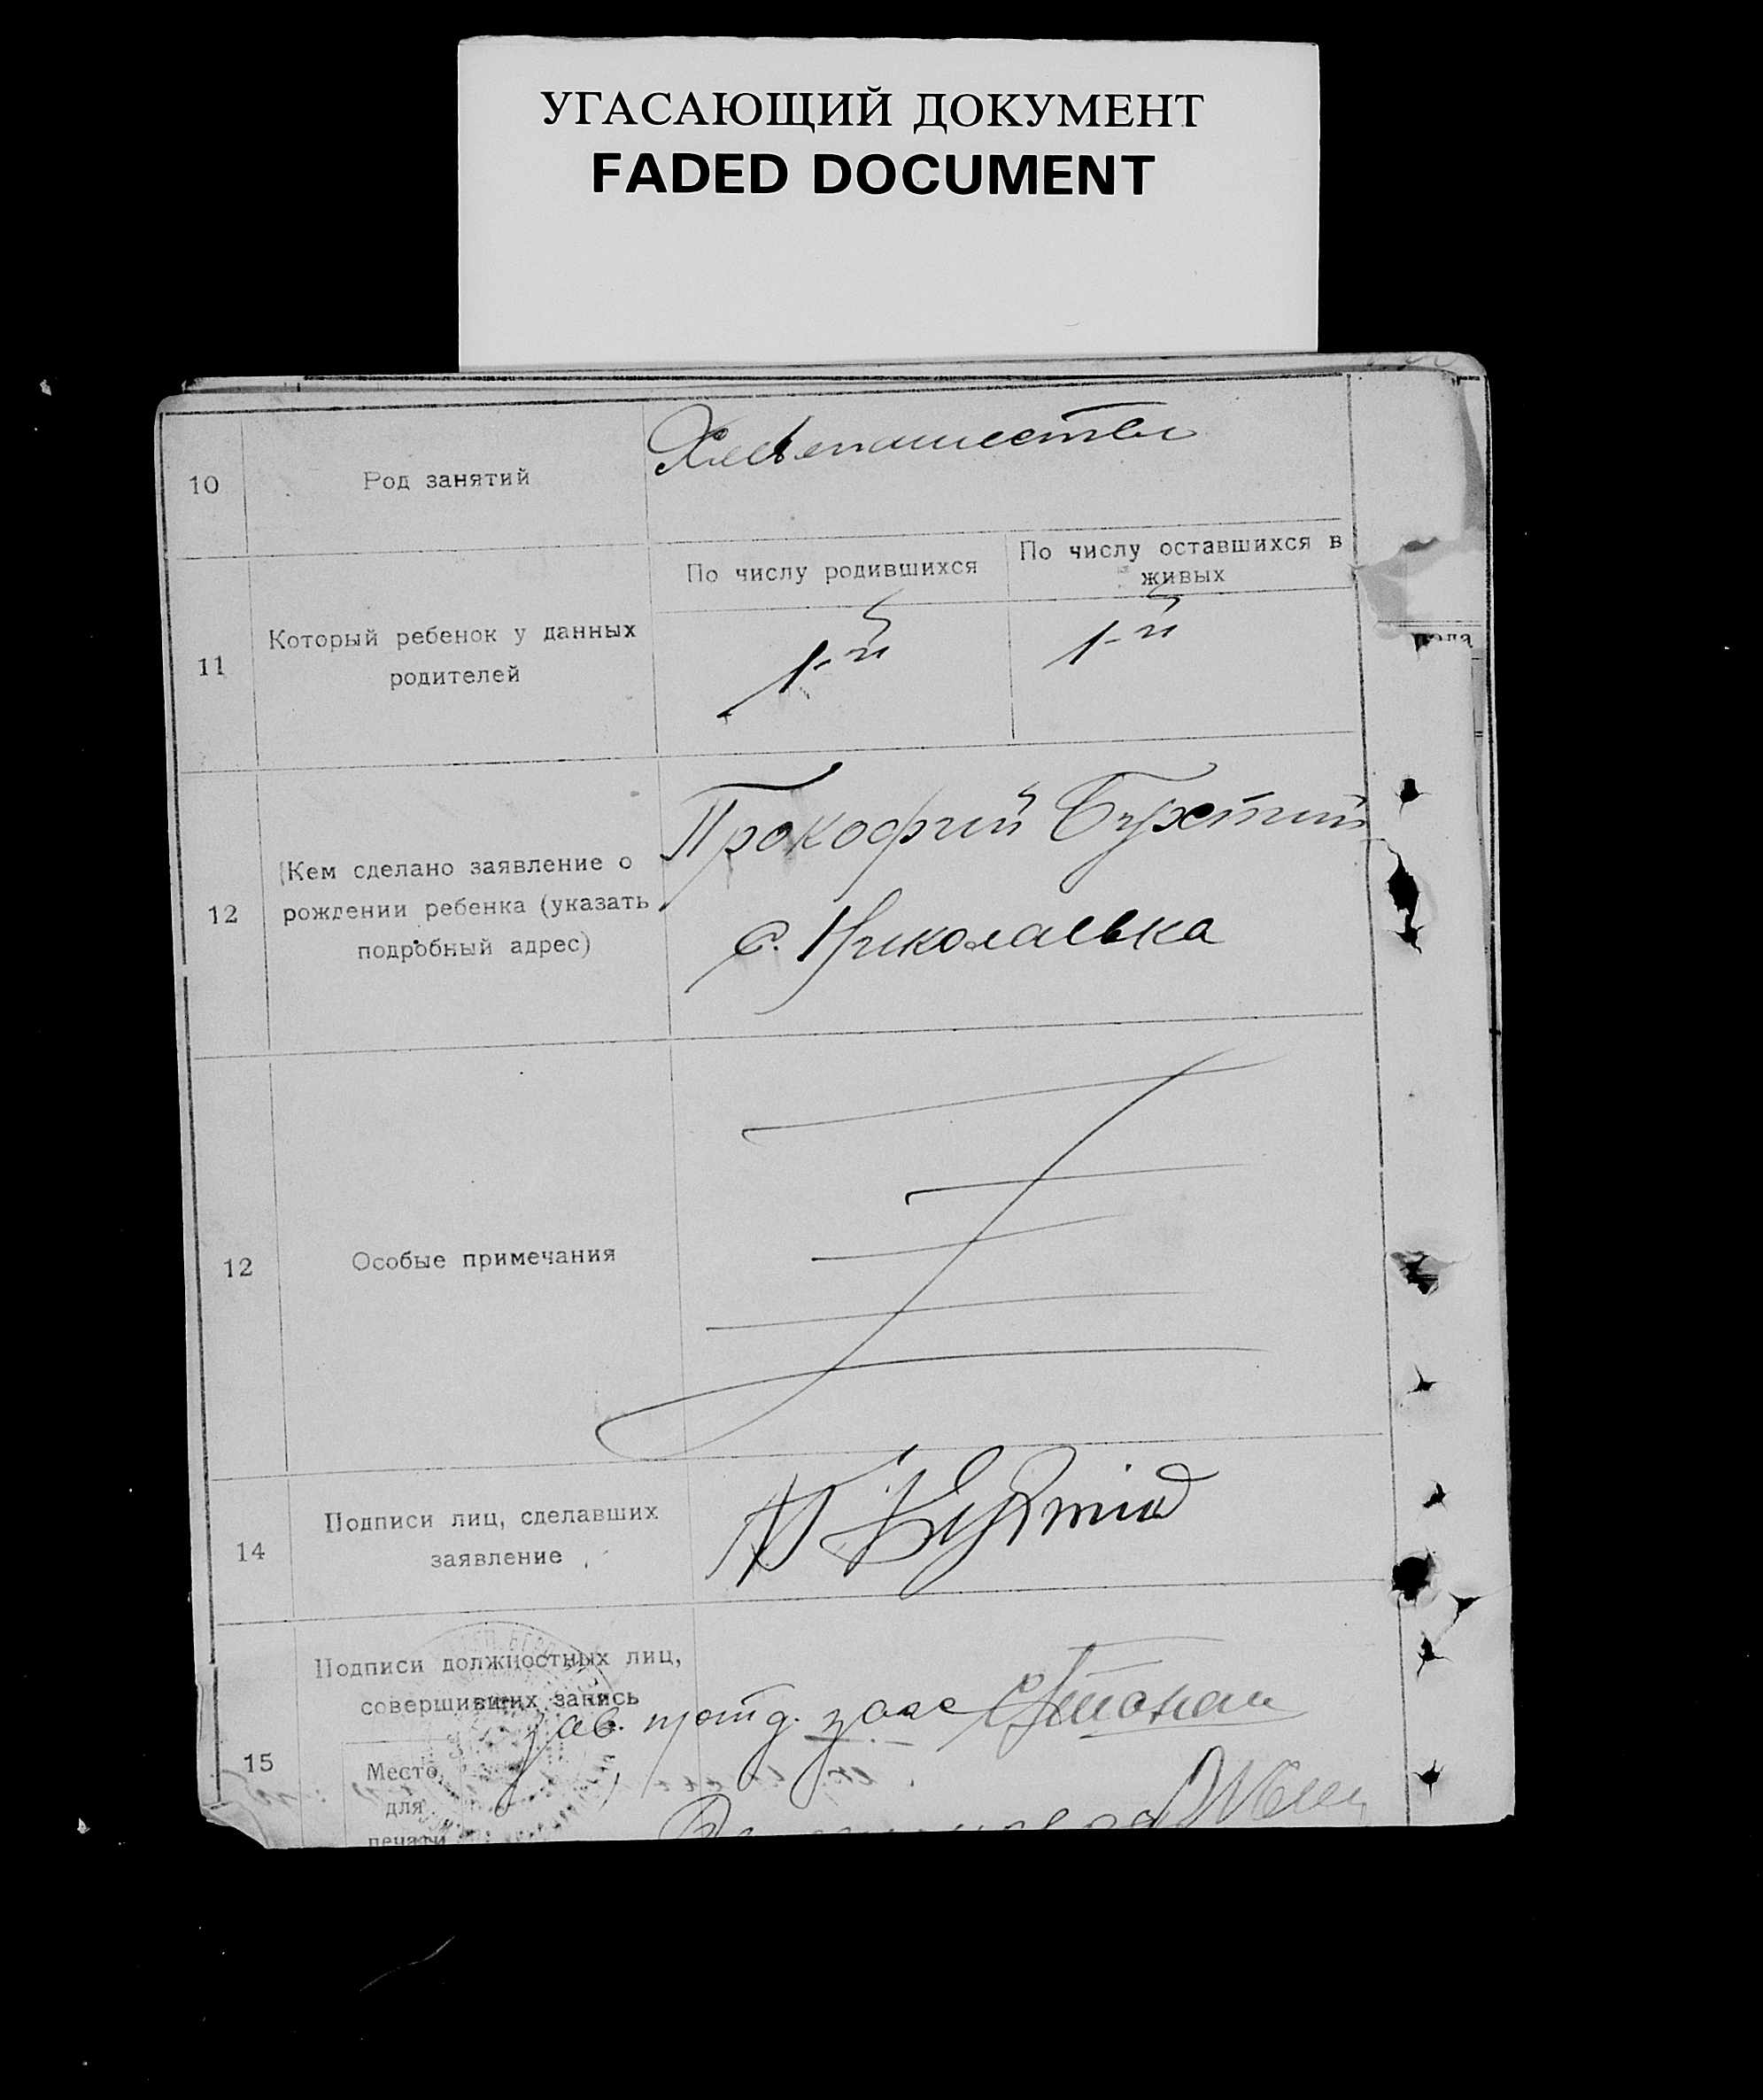 УГАСАЮЩИЙ ДОКУМЕНТ
FADED DOCUMENT
10
Род занятий
11
Который ребенок у данных
родителей
По числу родившихся
По числу оставшихся в
живых
1-й
1-й
12
Кем сделано заявление о
рождении ребенка (указать
подробный адрес)
Прокофий
с. Николаевка
12
Особые примечания
14
Подписи лиц, сделавших
заявление
15
Подписи должностных лиц,
совершивших запись
Зав. загс
Место
для
печати